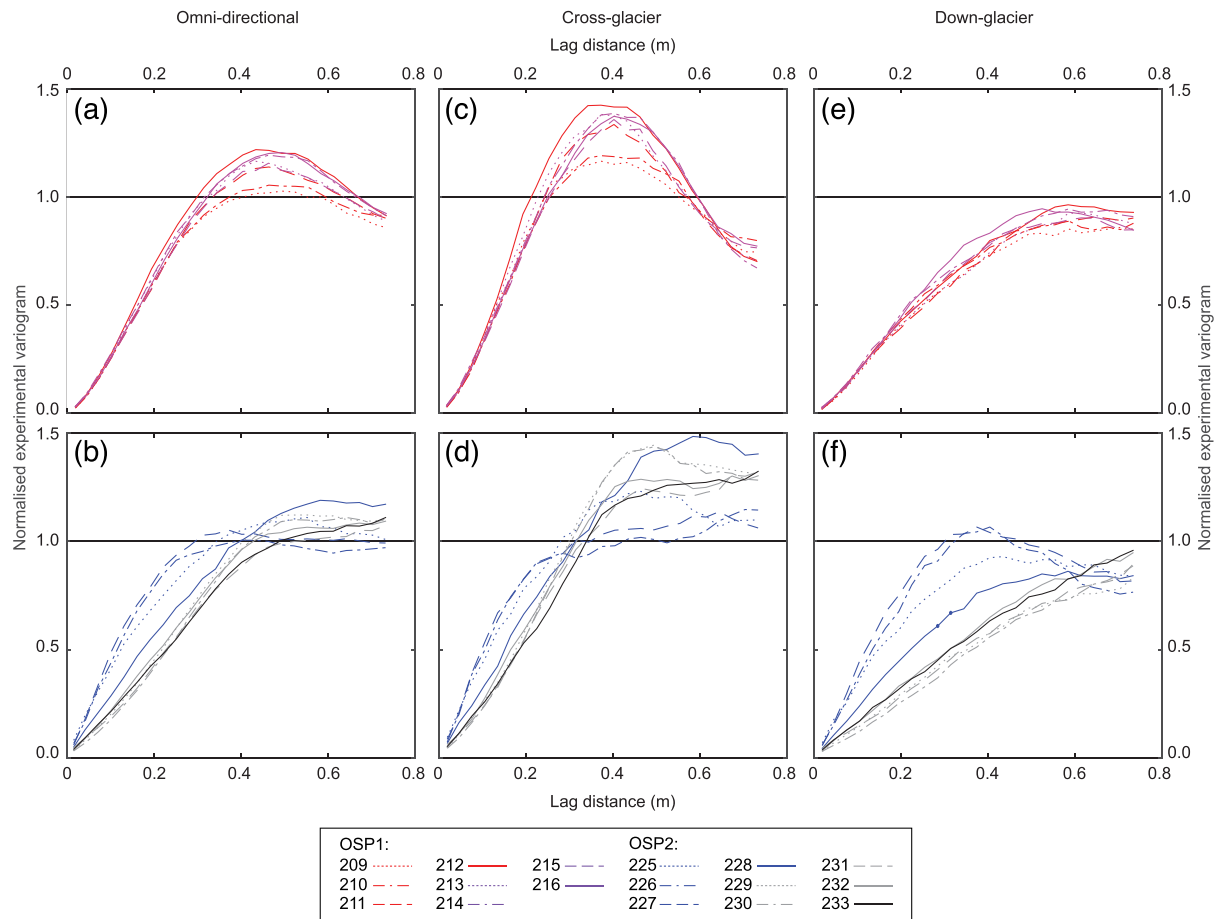 Omni-directional Cross-glacier Down-glacier
Lag distance (m)
0 0.2 0.4 0.6 0.8 0 0.2 0.4 0.6 0.8 0 0.2 0.4 0.6 0.8
1.5 (a) (c) (e) 1.5
1.0 1.0
0.5 0.5
0.0 0.0
Normalised experimental variogram
Normalised experimental variogram
1.5 (b) (d) (f) 1.5
1.0 1.0
0.5 0.5
0.0 0.0
0 0.2 0.4 0.6 0.8 0 0.2 0.4 0.6 0.8 0 0.2 0.4 0.6 0.8
Lag distance (m)
OSP1: OSP2:
209 212 215 225 228 231
210 213 216 226 229 232
211 214 227 230 233